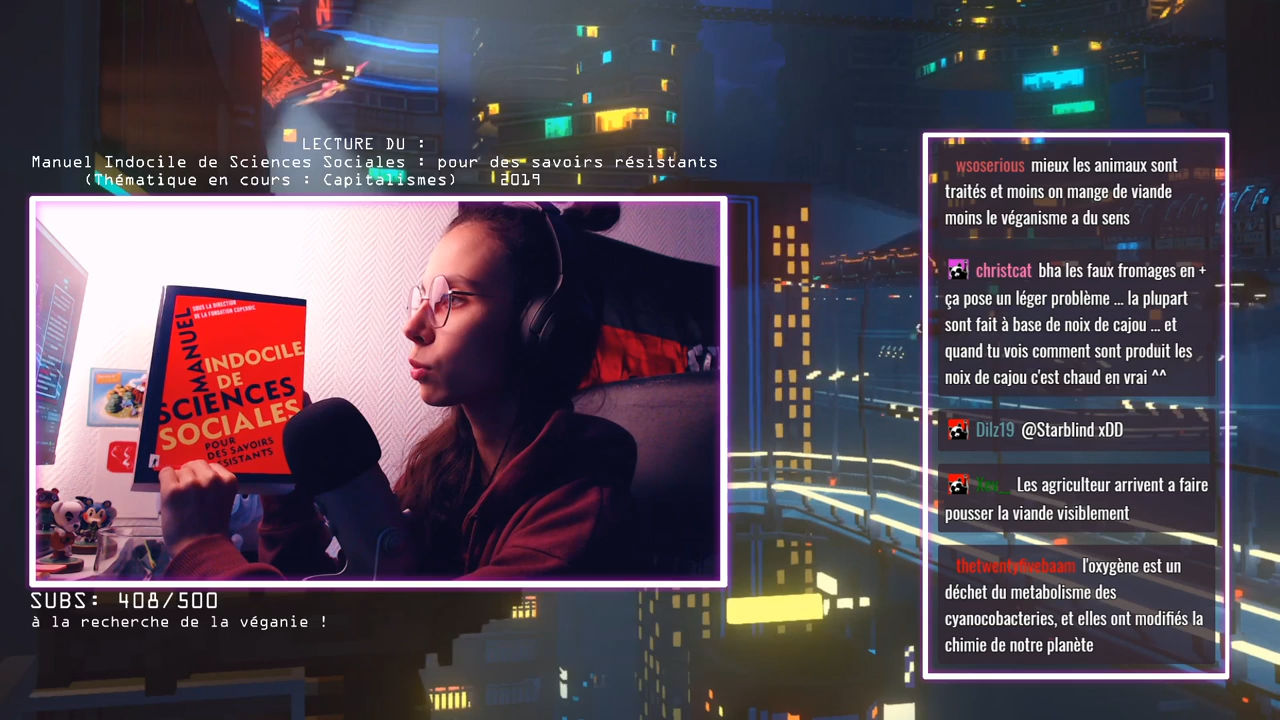 LECTURE DU :
Manuel Indocile de Sciences Sociales : pour des savoirs résistants
(Thématique en cours : Capitalismes) 2019
SOUS LA DIRECTION
DE LA FONDATION COPERNIC
MANUEL
INDOCILE
DE
SCIENCES
SOCIALES
POUR
DES SAVOIRS
RÉSISTANTS
SUBS: 408/500
à la recherche de la véganie !
wsoserious mieux les animaux sont
traités et moins on mange de viande
moins le véganisme a du sens
christcat bha les faux fromages en +
ça pose un léger problème ... la plupart
sont fait à base de noix de cajou ... et
quand tu vois comment sont produit les
noix de cajou c'est chaud en vrai ^^
Dilz19 @Starblind xDD
Les agriculteur arrivent a faire
pousser la viande visiblement
thetwentyfivebaam l'oxygène est un
déchet du metabolisme des
cyanocobacteries, et elles ont modifiés la
chimie de notre planète